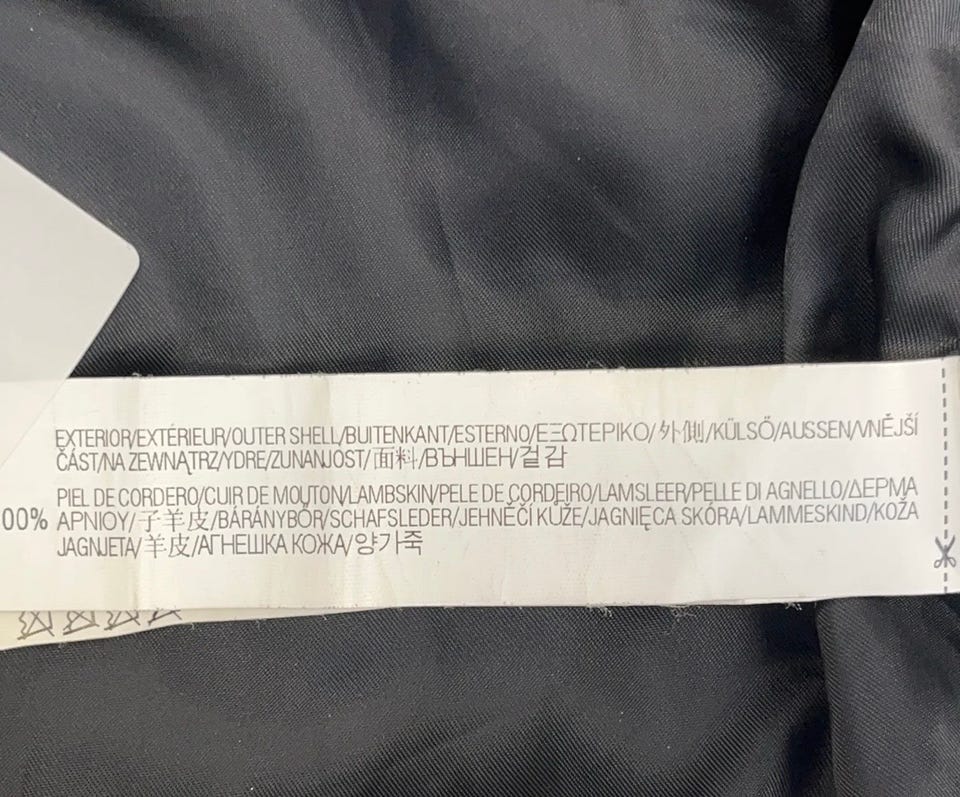 EXTERIOR/EXTÉRIEUR/OUTER SHELL/BUITENKANT/ESTERNO/ΕΞΩΤΕΡΙΚΟ/外側/KÜLSŐ/AUSSEN/VNĚJŠÍ
ČÁST/NA ZEWNĄTRZ/YDRE/ZUNANJOST/面料/ВЪНШЕН/겉감
PIEL DE CORDERO/CUIR DE MOUTON/LAMBSKIN/PELE DE CORDEIRO/LAMSLEER/PELLE DI AGNELLO/ΔΕΡΜΑ
00% ΑΡΝΙΟΥ/子羊皮/BÁRÁNYBŐR/SCHAFSLEDER/JEHNĚČÍ KŮŽE/JAGNIĘCA SKÓRA/LAMMESKIND/KOŽA
JAGNJETA/羊皮/АГНЕШКА КОЖА/양가죽